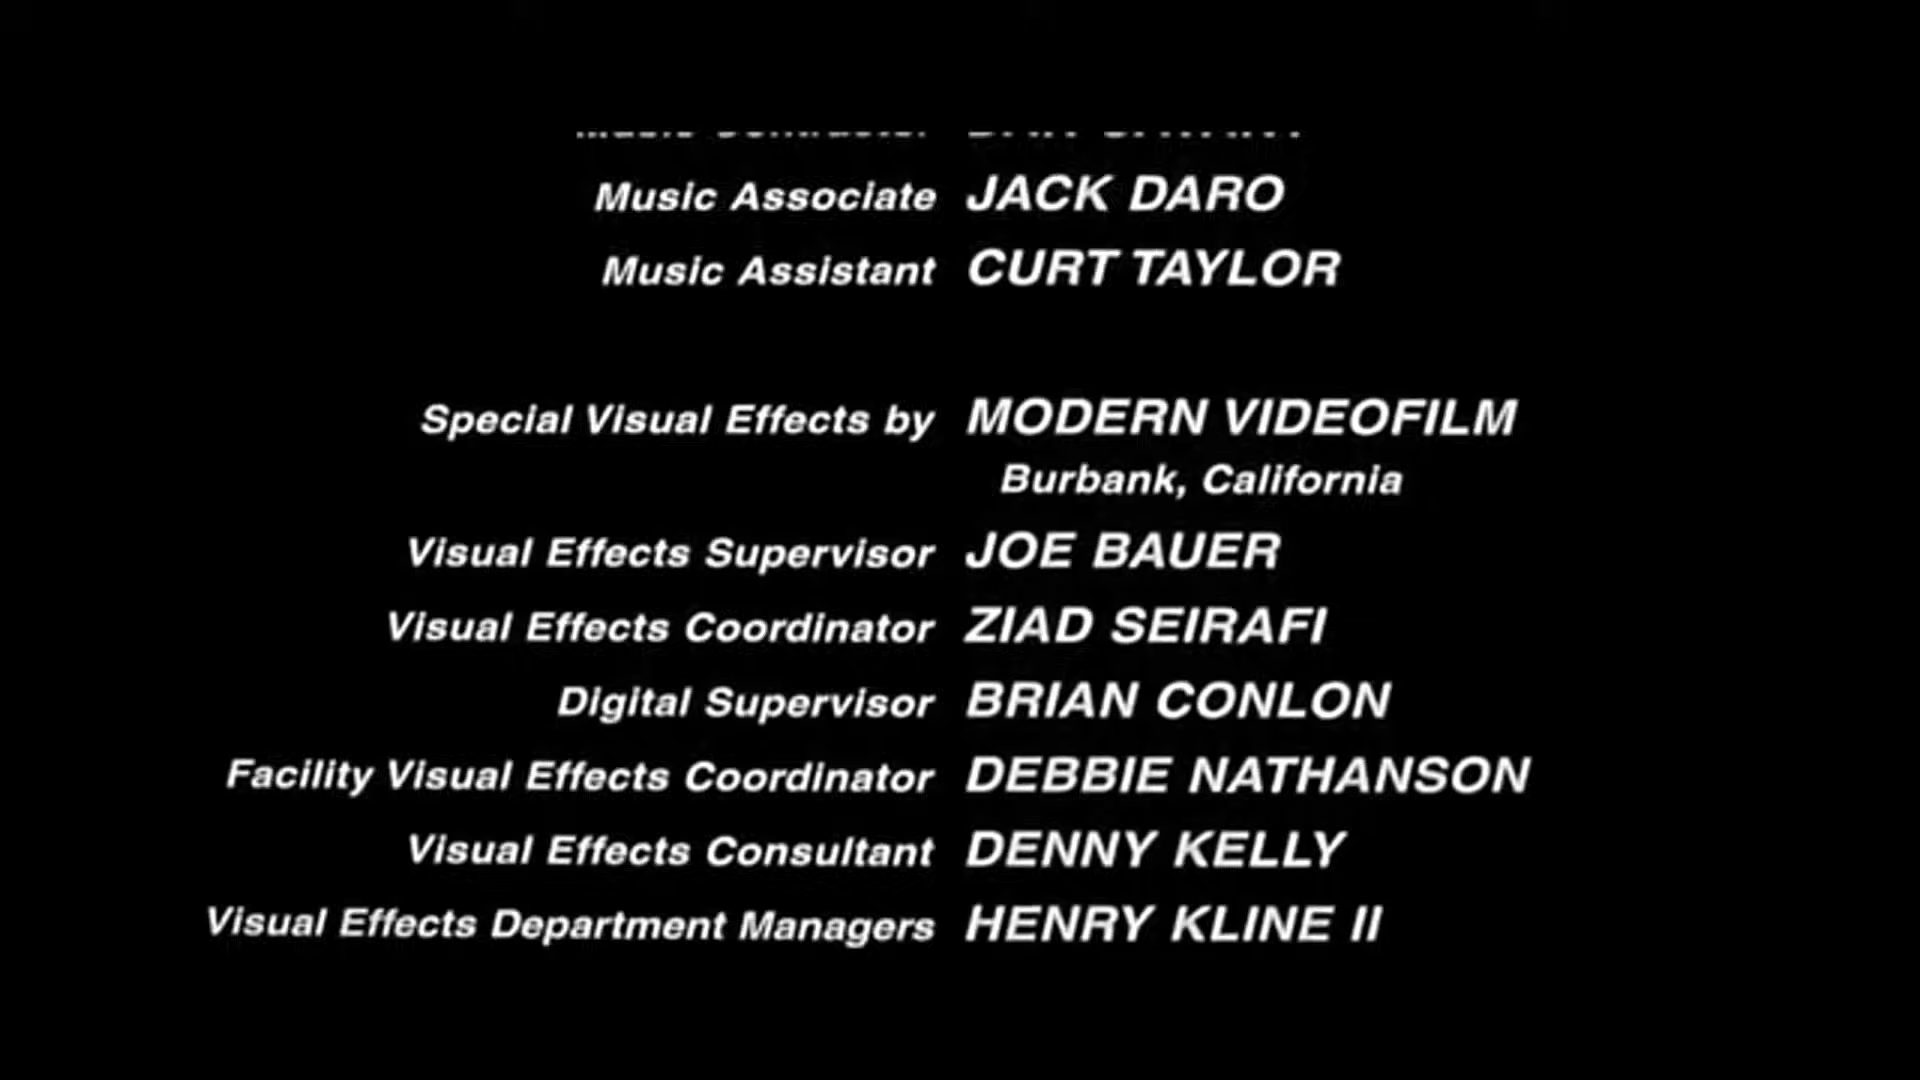 Music Associate JACK DARO
Music Assistant CURT TAYLOR
Special Visual Effects by MODERN VIDEOFILM
Burbank, California
Visual Effects Supervisor JOE BAUER
Visual Effects Coordinator ZIAD SEIRAFI
Digital Supervisor BRIAN CONLON
Facility Visual Effects Coordinator DEBBIE NATHANSON
Visual Effects Consultant DENNY KELLY
Visual Effects Department Managers HENRY KLINE II